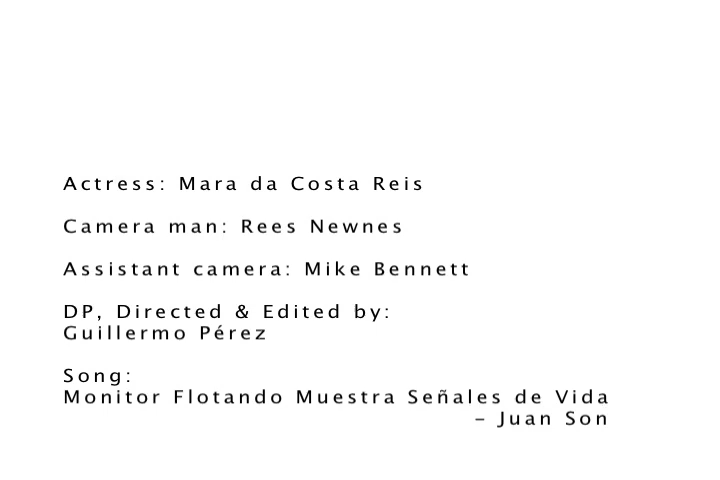 Actress: Mara da Costa Reis
Camera man: Rees Newnes
Assistant camera: Mike Bennett
DP, Directed & Edited by:
Guillermo Pérez
Song:
Monitor Flotando Muestra Señales de Vida
– Juan Son